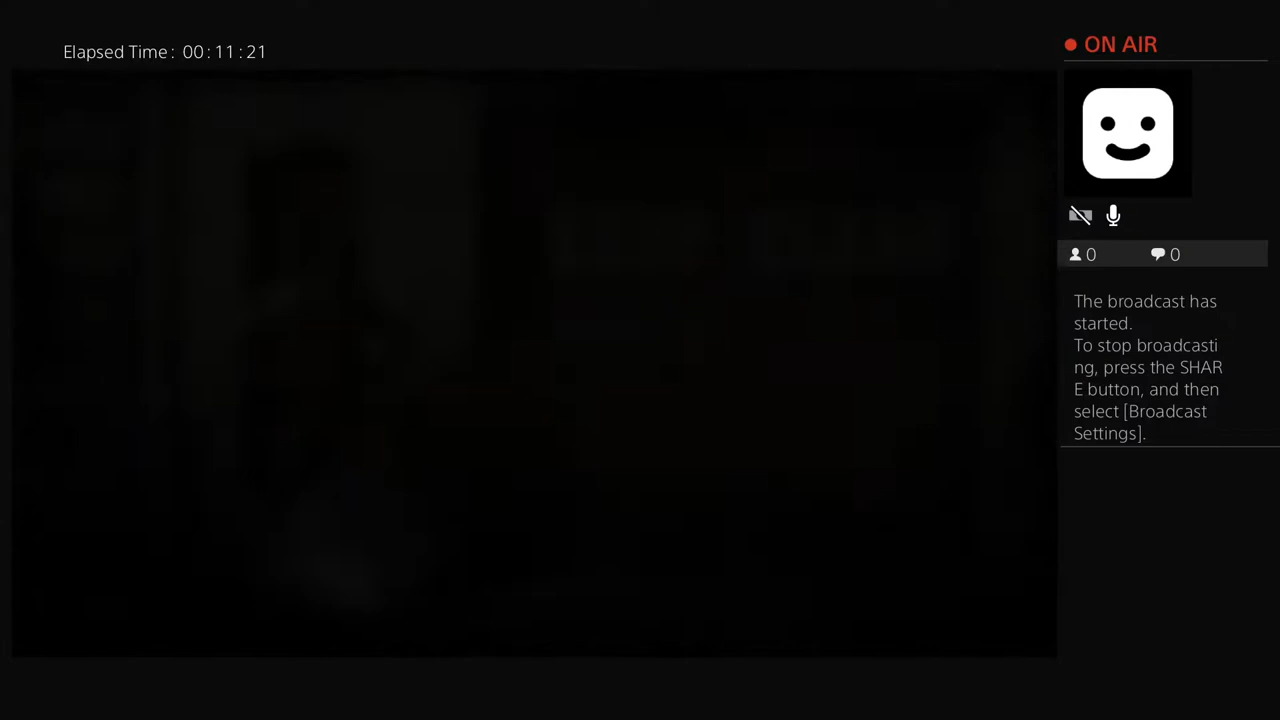 Elapsed Time: 00:11:21
ON AIR
0 0
The broadcast has
started.
To stop broadcasti
ng, press the SHAR
E button, and then
select [Broadcast
Settings].